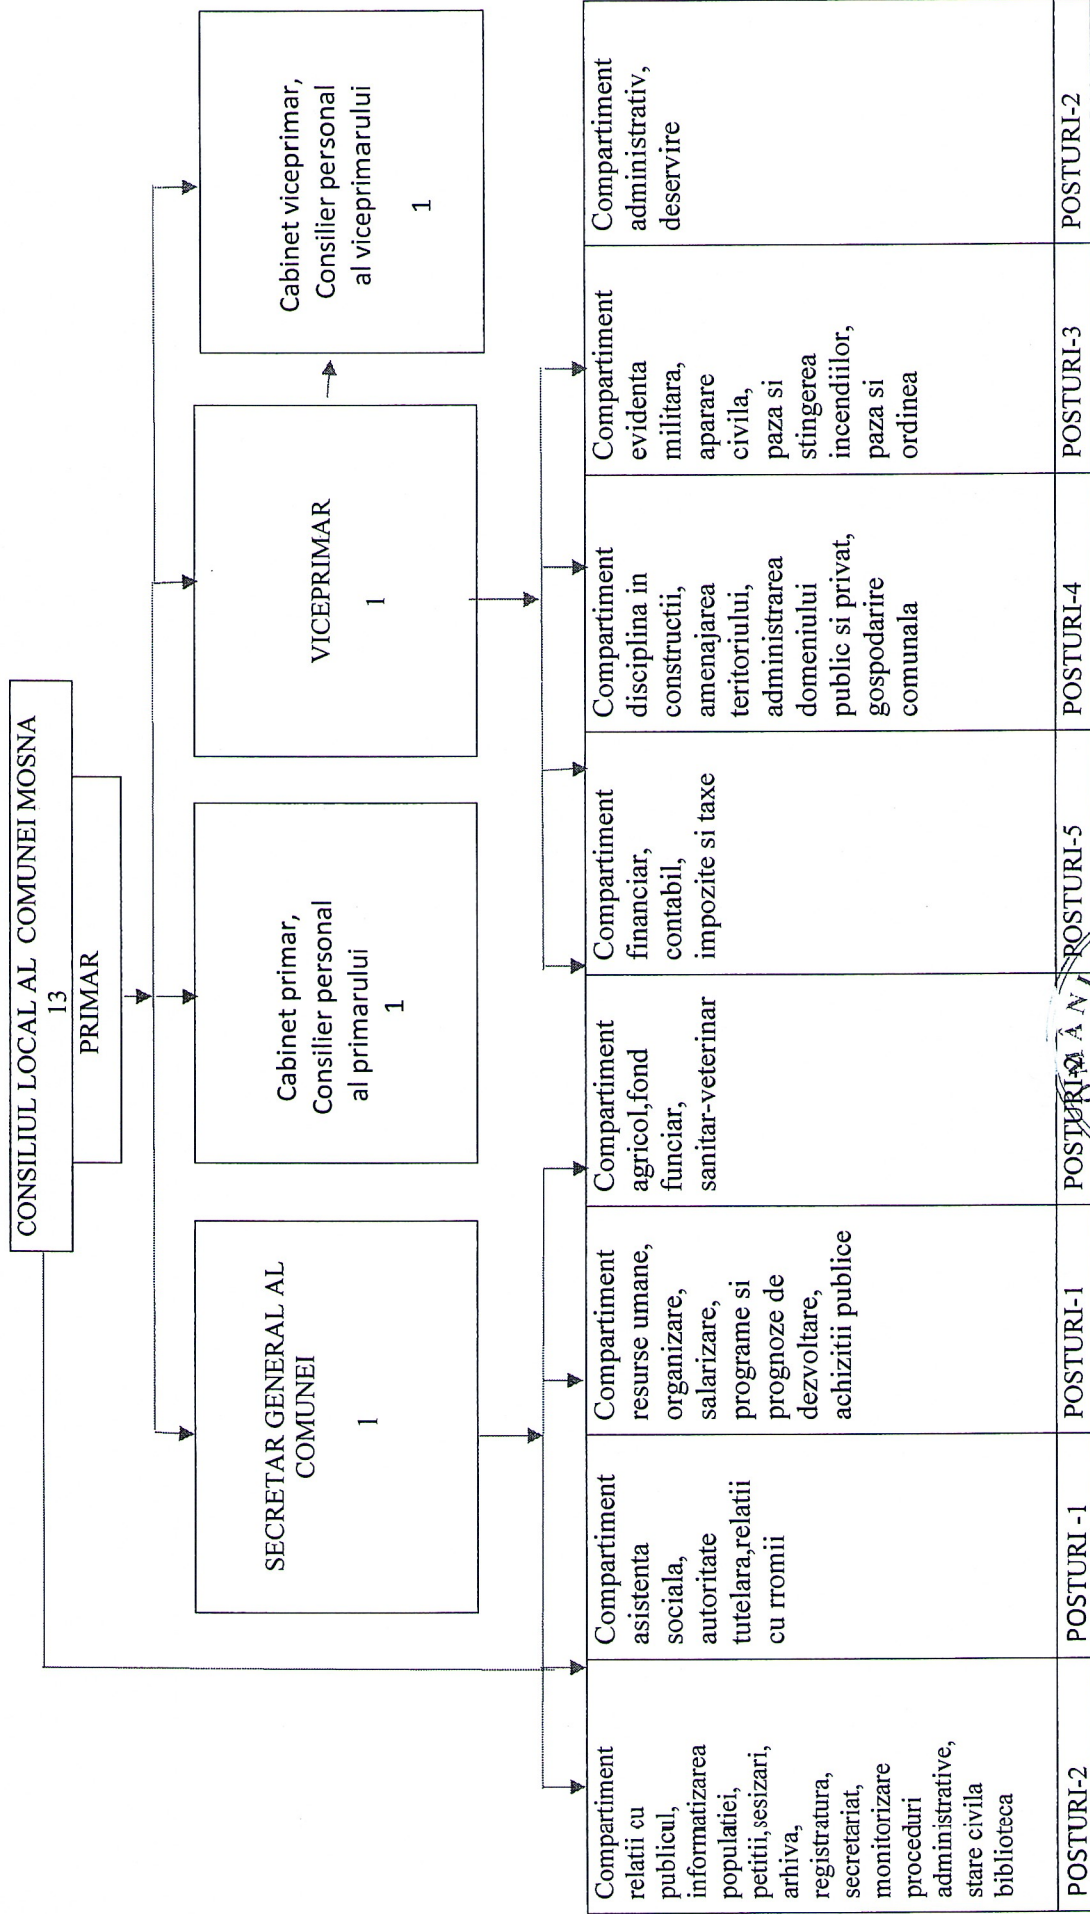 CONSILIUL LOCAL AL COMUNEI MOSNA
13
PRIMAR
SECRETAR GENERAL AL
COMUNEI
1
Cabinet primar,
Consilier personal
al primarului
1
VICEPRIMAR
1
Cabinet viceprimar,
Consilier personal
al viceprimarului
1
Compartiment
relatii cu
publicul,
informatizarea
populatiei,
petitii,sesizari,
arhiva,
registratura,
secretariat,
monitorizare
proceduri
administrative,
stare civila
biblioteca
POSTURI-2
Compartiment
asistenta
sociala,
autoritate
tutelara,relatii
cu rromii
POSTURI -1
Compartiment
resurse umane,
organizare,
salarizare,
programe si
prognoze de
dezvoltare,
achizitii publice
POSTURI-1
Compartiment
agricol,fond
funciar,
sanitar-veterinar
POSTURI-2
Compartiment
financiar,
contabil,
impozite si taxe
POSTURI-5
Compartiment
disciplina in
constructii,
amenajarea
teritoriului,
administrarea
domeniului
public si privat,
gospodarire
comunala
POSTURI-4
Compartiment
evidenta
militara,
aparare
civila,
paza si
stingerea
incendiilor,
paza si
ordinea
POSTURI-3
Compartiment
administrativ,
deservire
POSTURI-2